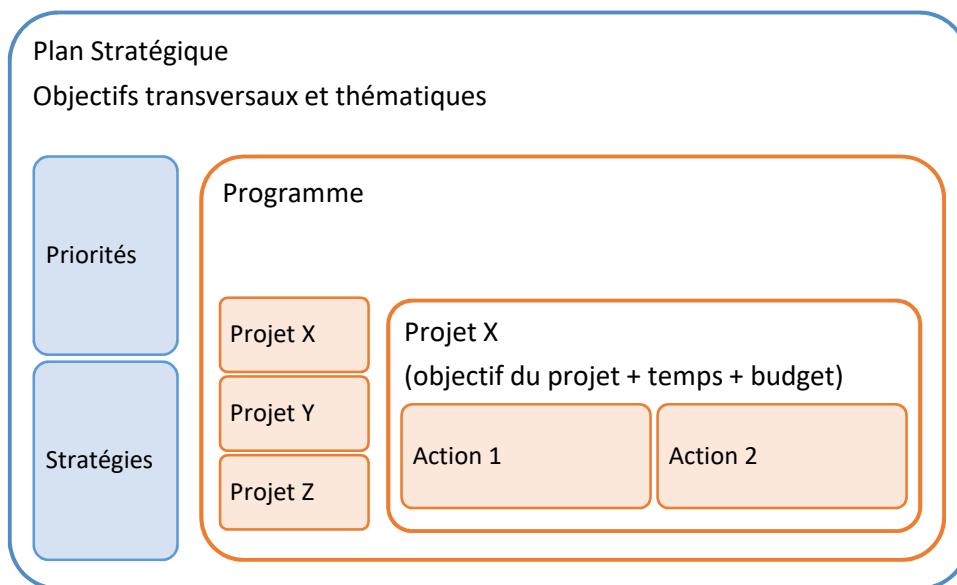 Plan Stratégique
Objectifs transversaux et thématiques
Priorités
Stratégies
Programme
Projet X
Projet Y
Projet Z
Projet X
(objectif du projet + temps + budget)
Action 1
Action 2